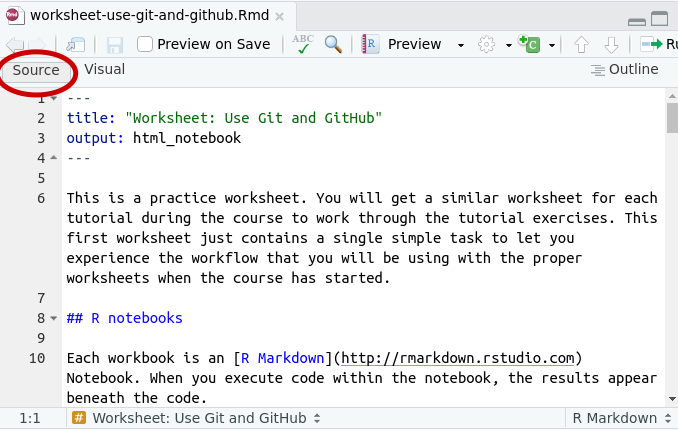 worksheet-use-git-and-github.Rmd
Preview on Save ABC Preview Ru
Source Visual Outline
1 ---
2 title: "Worksheet: Use Git and GitHub"
3 output: html_notebook
4 ---
5
6 This is a practice worksheet. You will get a similar worksheet for each
tutorial during the course to work through the tutorial exercises. This
first worksheet just contains a single simple task to let you
experience the workflow that you will be using with the proper
worksheets when the course has started.
7
8 ## R notebooks
9
10 Each workbook is an [R Markdown](http://rmarkdown.rstudio.com)
Notebook. When you execute code within the notebook, the results appear
beneath the code.
1:1 # Worksheet: Use Git and GitHub R Markdown